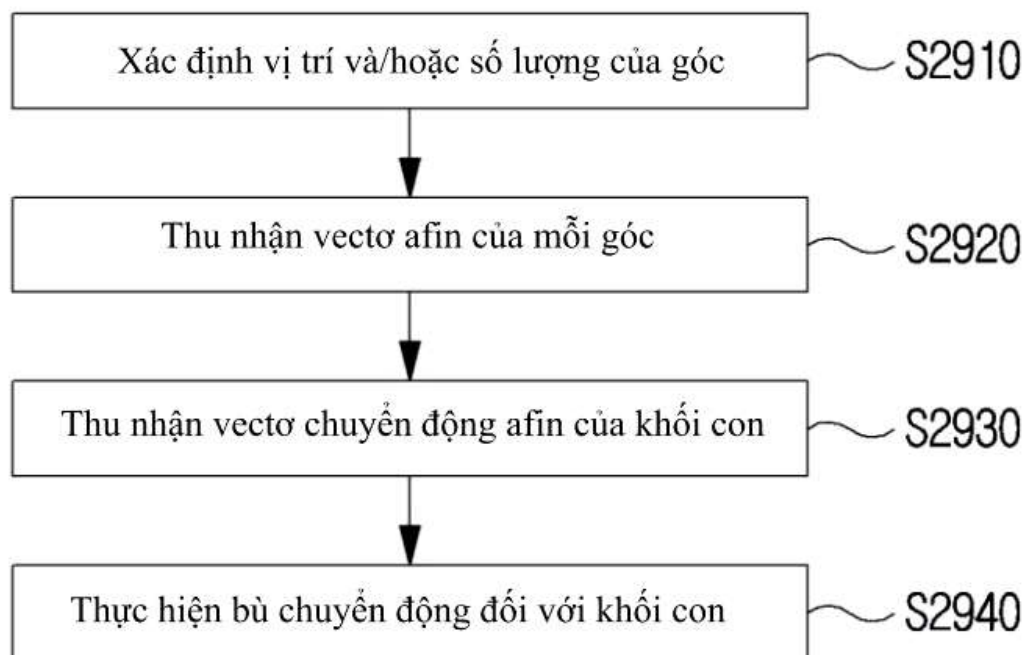 Xác định vị trí và/hoặc số lượng của góc
S2910
Thu nhận vectơ afin của mỗi góc
S2920
Thu nhận vectơ chuyển động afin của khối con
S2930
Thực hiện bù chuyển động đối với khối con
S2940